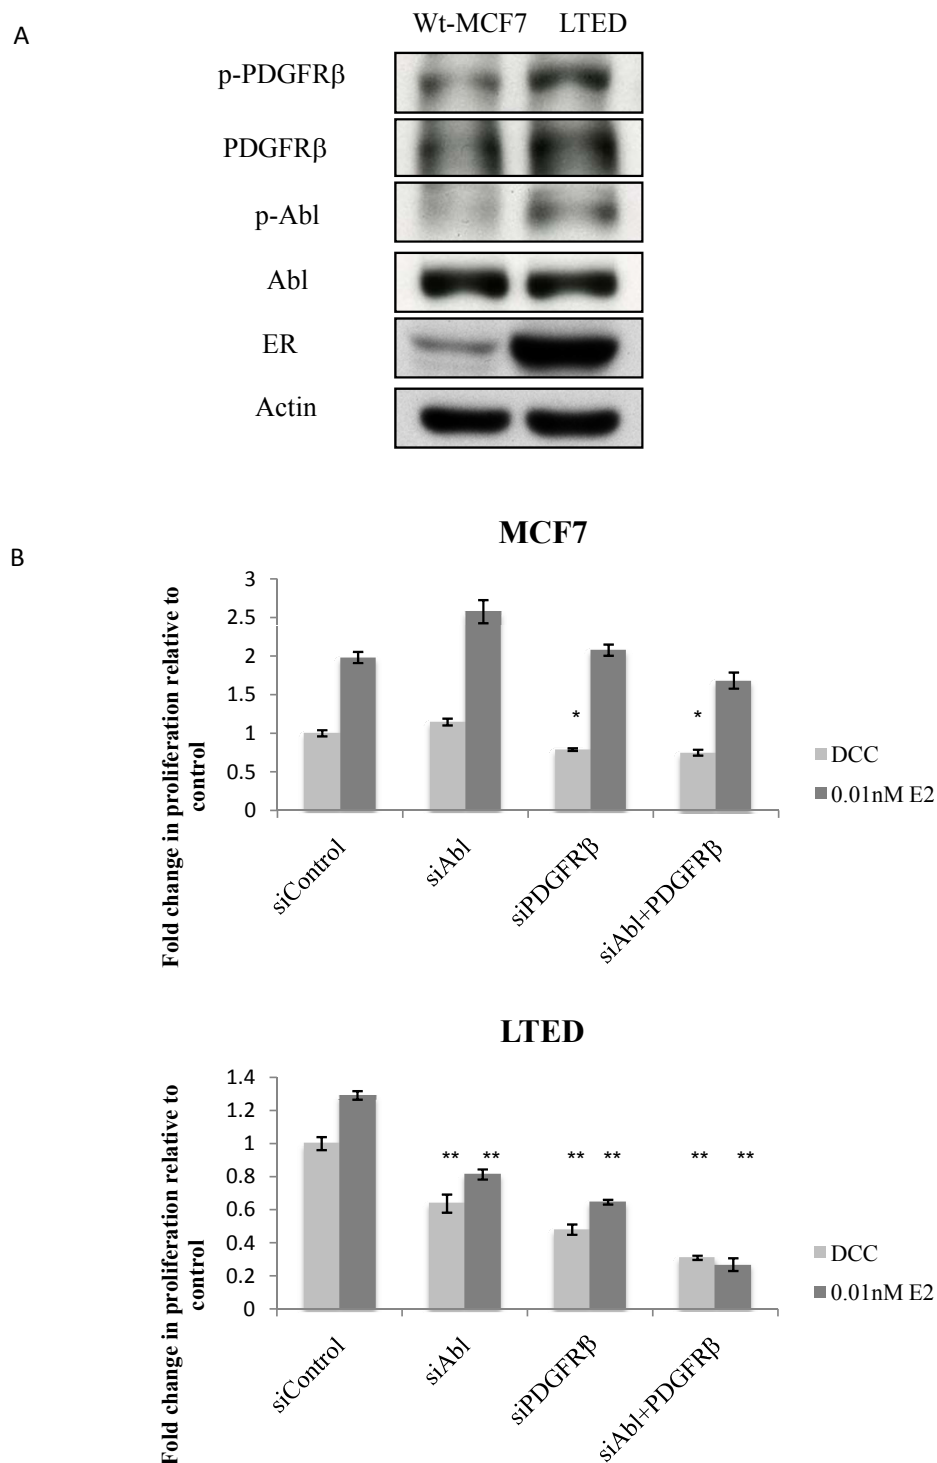 A
Wt-MCF7 LTED
p-PDGFRβ
PDGFRβ
p-Abl
Abl
ER
Actin
B
MCF7
Fold change in proliferation relative to
control
3
2.5
2
1.5
1
0.5
0
*
*
siControl
siAbl
siPDGFRβ
siAbl+PDGFRβ
DCC
0.01nM E2
LTED
Fold change in proliferation relative to
control
1.4
1.2
1
0.8
0.6
0.4
0.2
0
** **
** **
** **
siControl
siAbl
siPDGFRβ
siAbl+PDGFRβ
DCC
0.01nM E2